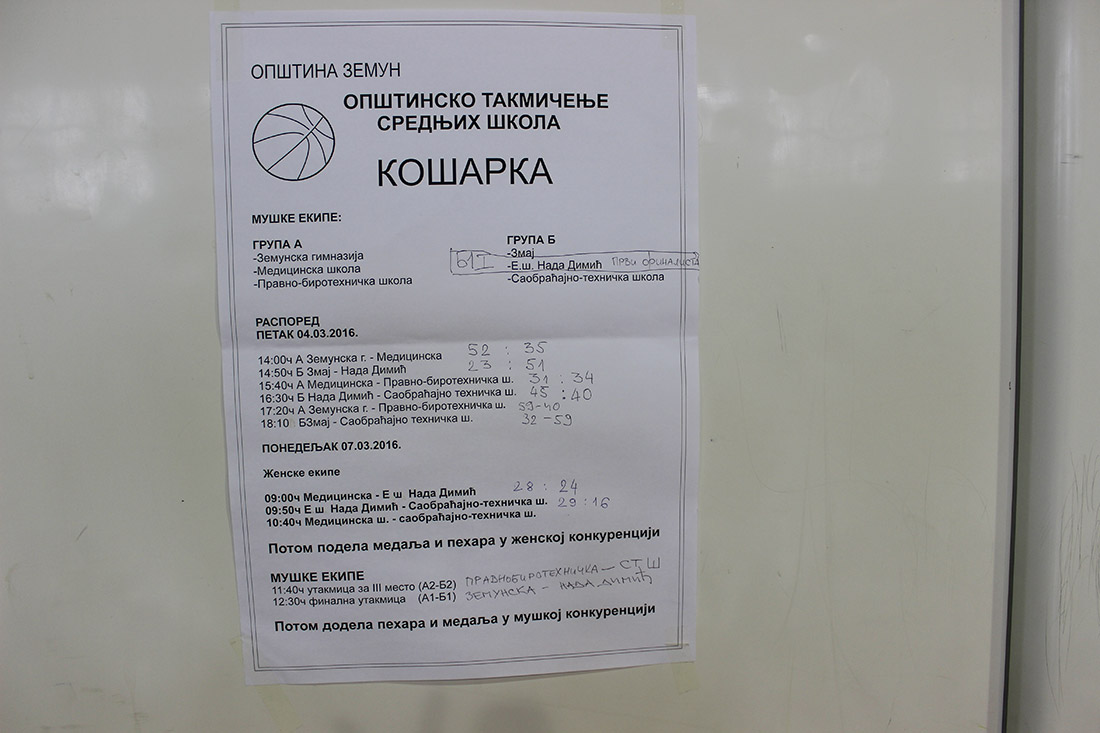 ОПШТИНА ЗЕМУН
ОПШТИНСКО ТАКМИЧЕЊЕ
СРЕДЊИХ ШКОЛА
КОШАРКА
МУШКЕ ЕКИПЕ:
ГРУПА А
-Земунска гимназија
-Медицинска школа
-Правно-биротехничка школа
ГРУПА Б
-Змај
Б1 I -Е.ш. Нада Димић ПРВИ ФИНАЛИСТА
-Саобраћајно-техничка школа
РАСПОРЕД
ПЕТАК 04.03.2016.
14:00ч А Земунска г. - Медицинска 52 : 35
14:50ч Б Змај - Нада Димић 23 : 51
15:40ч А Медицинска - Правно-биротехничка ш. 31 : 34
16:30ч Б Нада Димић - Саобраћајно техничка ш. 45 : 40
17:20ч А Земунска г. - Правно-биротехничка ш. 59-40
18:10 БЗмај - Саобраћајно техничка ш. 32-59
ПОНЕДЕЉАК 07.03.2016.
Женске екипе
09:00ч Медицинска - Е ш Нада Димић 28 : 24
09:50ч Е ш Нада Димић - Саобраћајно-техничка ш. 29 : 16
10:40ч Медицинска ш. - саобраћајно-техничка ш.
Потом подела медаља и пехара у женској конкуренцији
МУШКЕ ЕКИПЕ
11:40ч утакмица за III место (А2-Б2) ПРАВНОБИРОТЕХНИЧКА - СТШ
12:30ч финална утакмица (А1-Б1) ЗЕМУНСКА - НАДА ДИМИЋ
Потом додела пехара и медаља у мушкој конкуренцији